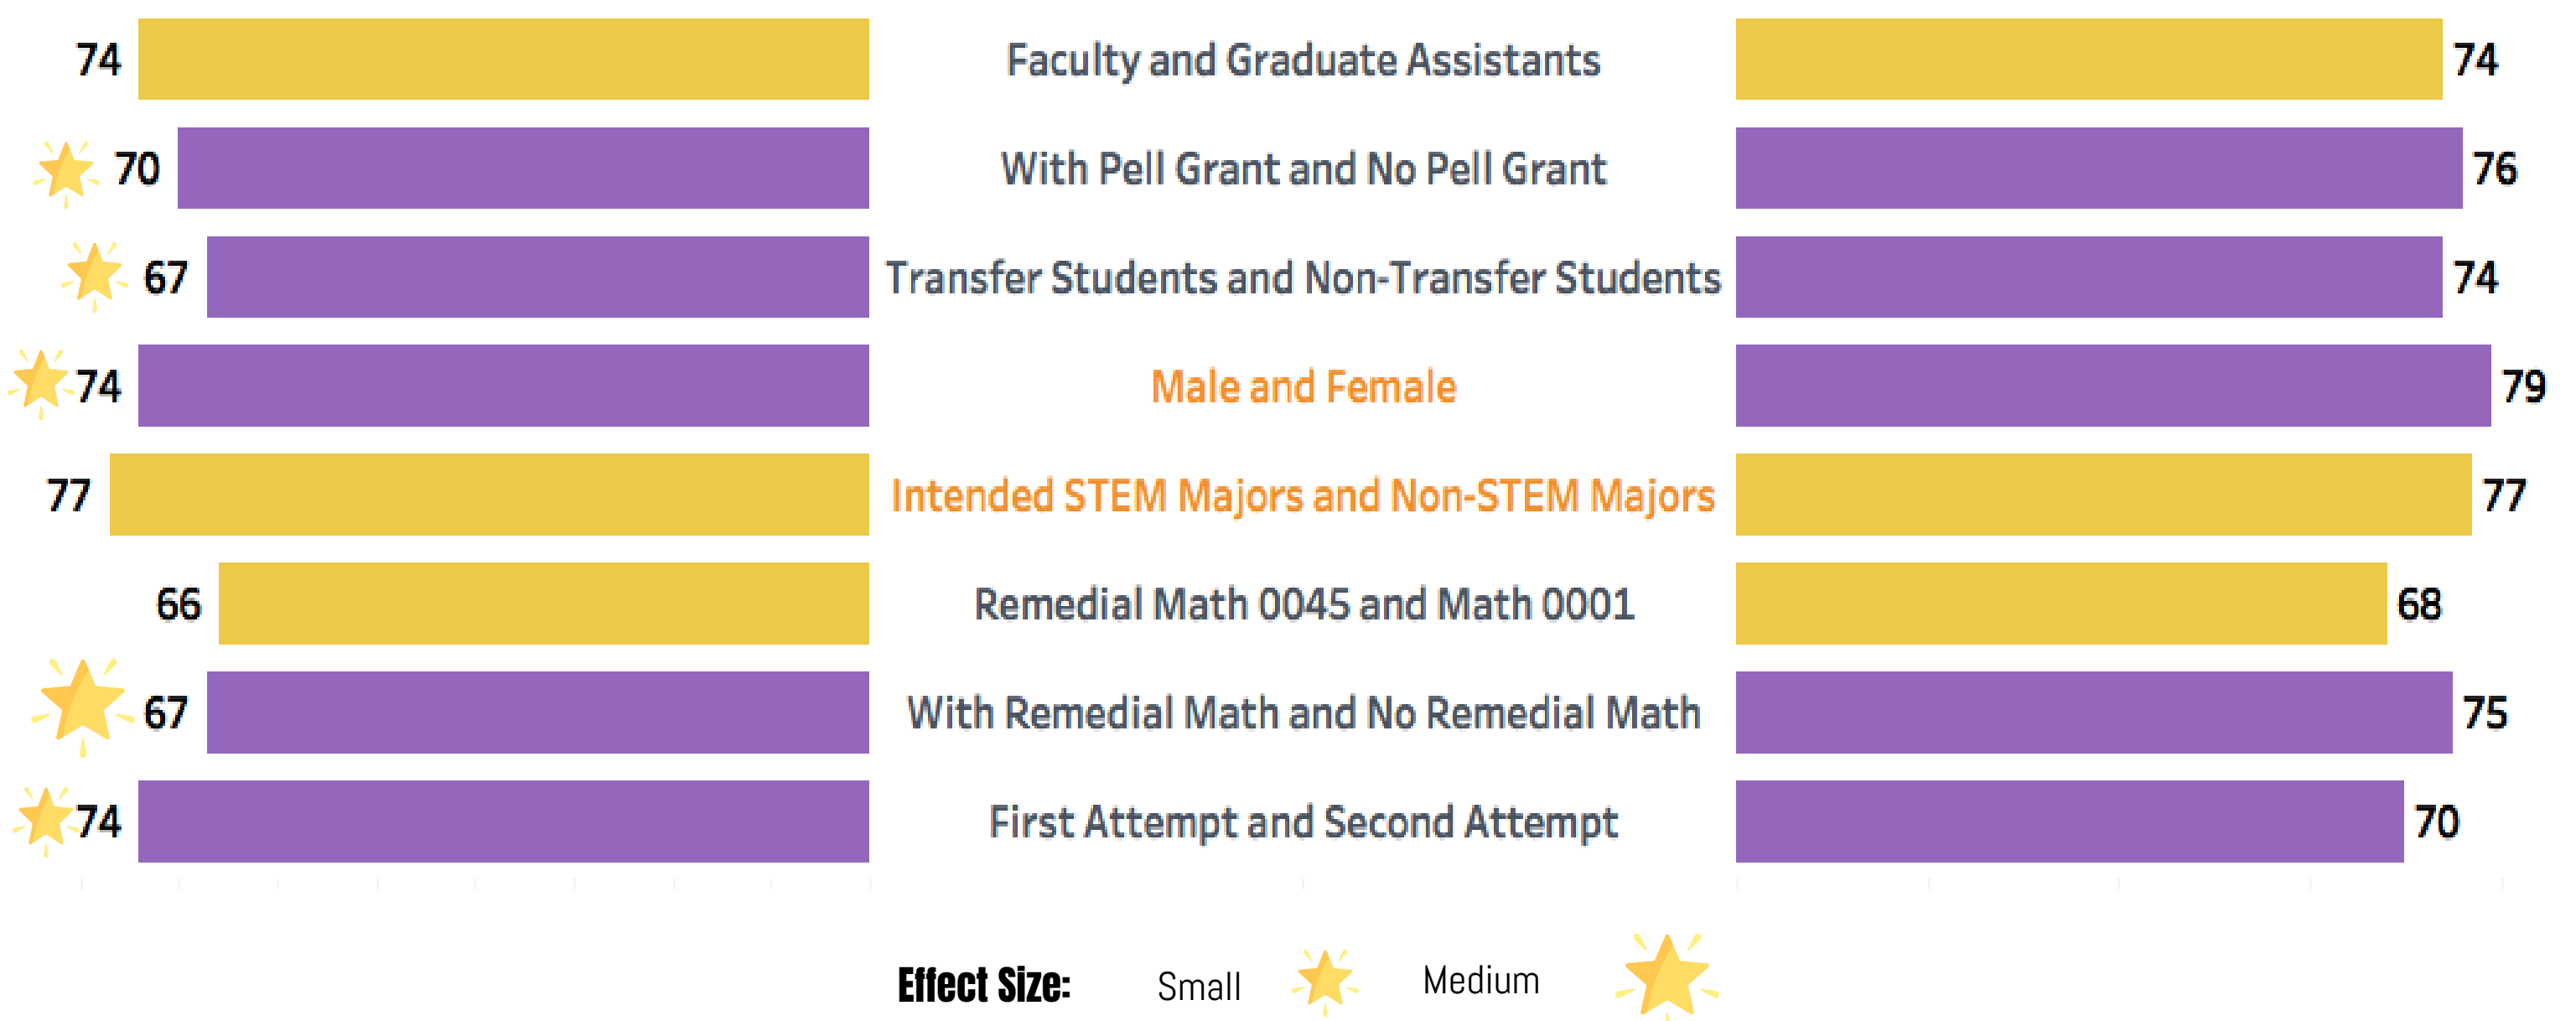 74 Faculty and Graduate Assistants 74
70 With Pell Grant and No Pell Grant 76
67 Transfer Students and Non-Transfer Students 74
74 Male and Female 79
77 Intended STEM Majors and Non-STEM Majors 77
66 Remedial Math 0045 and Math 0001 68
67 With Remedial Math and No Remedial Math 75
74 First Attempt and Second Attempt 70
Effect Size: Small Medium